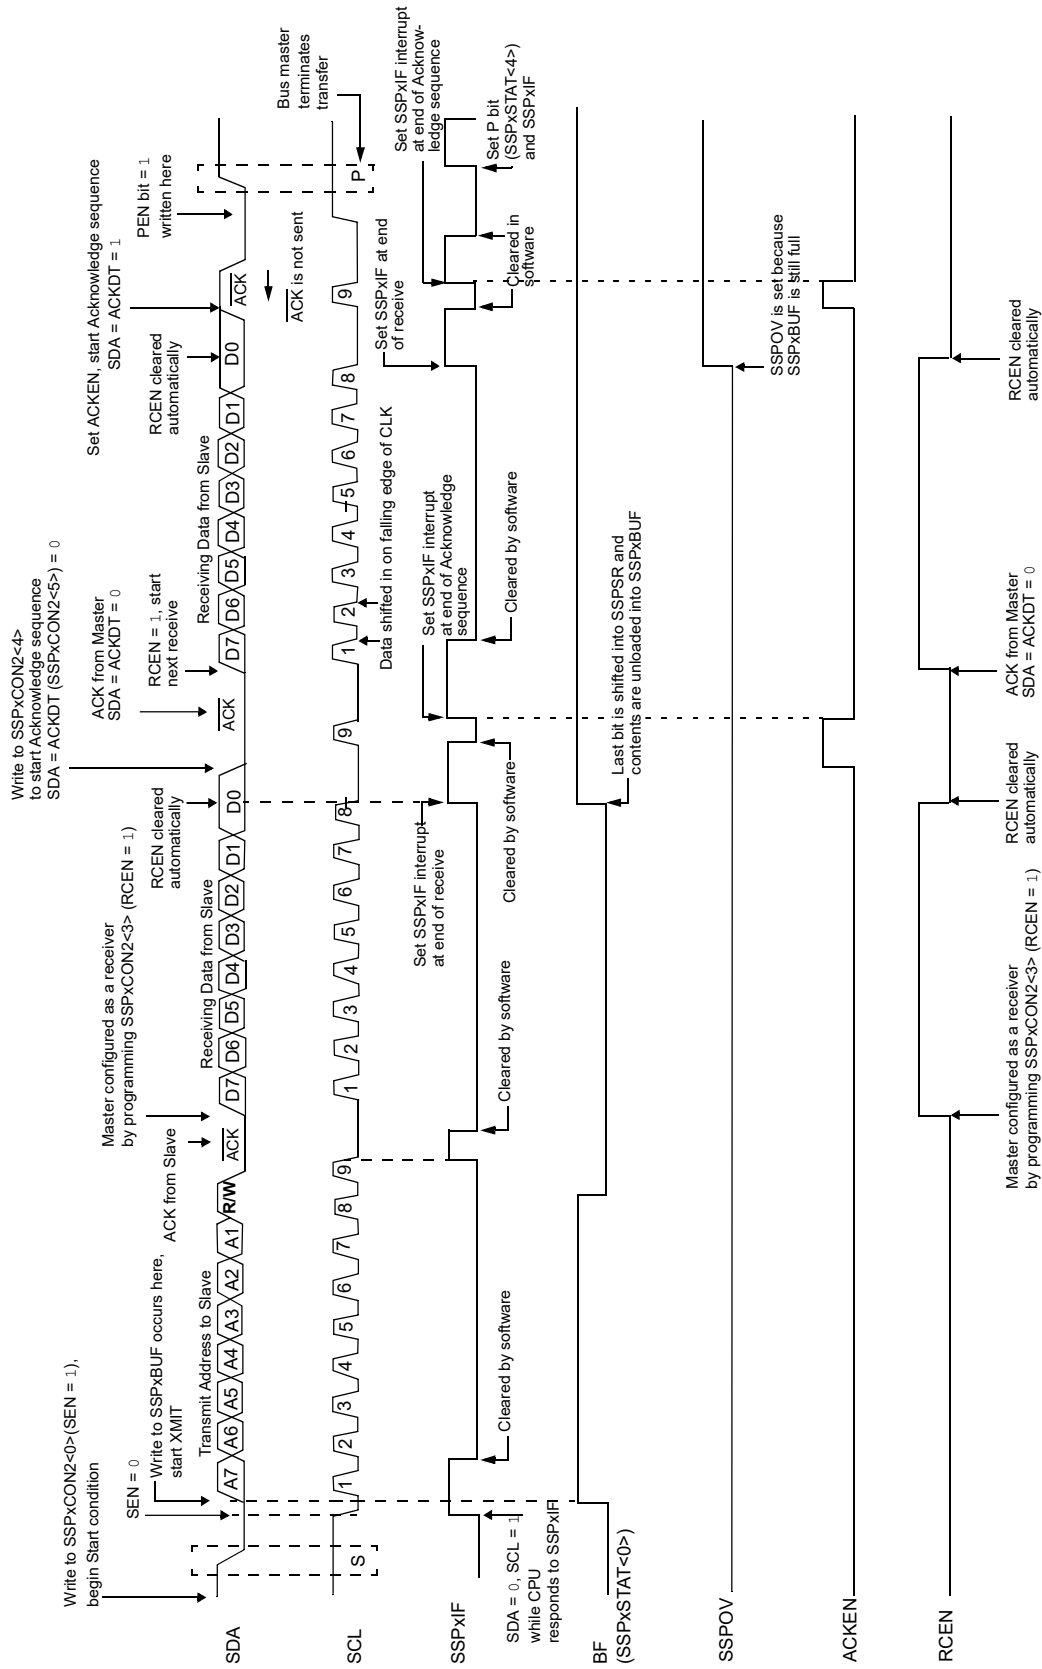 Write to SSPxCON2<0>(SEN = 1),
begin Start condition
SEN = 0
Write to SSPxBUF occurs here,
start XMIT
ACK from Slave
Master configured as a receiver
by programming SSPxCON2<3> (RCEN = 1)
RCEN cleared
automatically
Write to SSPxCON2<4>
to start Acknowledge sequence
SDA = ACKDT (SSPxCON2<5>) = 0
ACK from Master
SDA = ACKDT = 0
RCEN = 1, start
next receive
RCEN cleared
automatically
Set ACKEN, start Acknowledge sequence
SDA = ACKDT = 1
PEN bit = 1
written here
Transmit Address to Slave
Receiving Data from Slave
Receiving Data from Slave
SDA
A7 A6 A5 A4 A3 A2 A1 R/W ACK D7 D6 D5 D4 D3 D2 D1 D0 ACK D7 D6 D5 D4 D3 D2 D1 D0 ACK
ACK is not sent
Bus master
terminates
transfer
SCL
S 1 2 3 4 5 6 7 8 9 1 2 3 4 5 6 7 8 9 1 2 3 4 5 6 7 8 9 P
Data shifted in on falling edge of CLK
Set SSPxIF interrupt
at end of receive
Set SSPxIF interrupt
at end of Acknowledge
sequence
Set SSPxIF at end
of receive
Set SSPxIF interrupt
at end of Acknow-
ledge sequence
SSPxIF
SDA = 0, SCL = 1
while CPU
responds to SSPxIF
Cleared by software
Cleared by software
Cleared by software
Cleared by software
Cleared in
software
Set P bit
(SSPxSTAT<4>)
and SSPxIF
BF
(SSPxSTAT<0>)
Last bit is shifted into SSPSR and
contents are unloaded into SSPxBUF
SSPOV
SSPOV is set because
SSPxBUF is still full
ACKEN
RCEN
Master configured as a receiver
by programming SSPxCON2<3> (RCEN = 1)
RCEN cleared
automatically
ACK from Master
SDA = ACKDT = 0
RCEN cleared
automatically